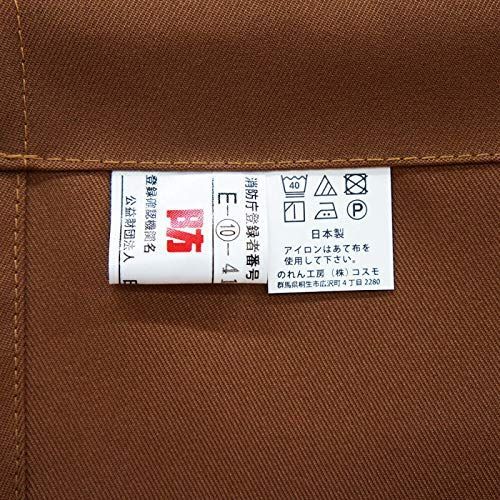 消防庁登録者番号
E-⑩-41
防
登録確認機関名
公益財団法人
40
P
日本製
アイロンはあて布を
使用して下さい。
のれん工房(株)コスモ
群馬県桐生市広沢町4丁目2280